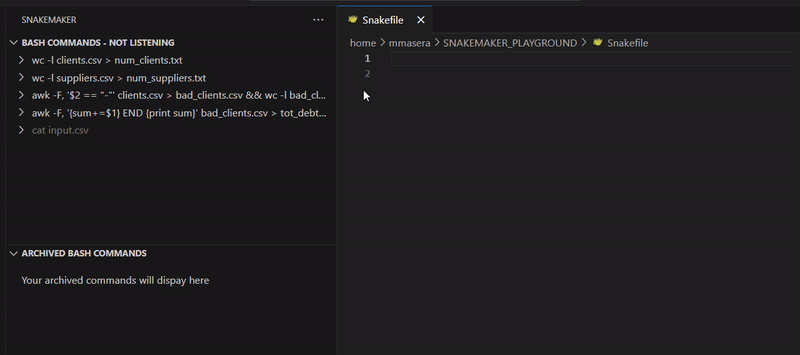 SNAKEMAKER
...
BASH COMMANDS - NOT LISTENING
wc -l clients.csv > num_clients.txt
wc -l suppliers.csv > num_suppliers.txt
awk -F, '$2 == "-"' clients.csv > bad_clients.csv && wc -l bad_cl...
awk -F, '{sum+=$1} END {print sum}' bad_clients.csv > tot_debt...
cat input.csv
ARCHIVED BASH COMMANDS
Your archived commands will dispay here
Snakefile
home > mmasera > SNAKEMAKER_PLAYGROUND > Snakefile
1
2